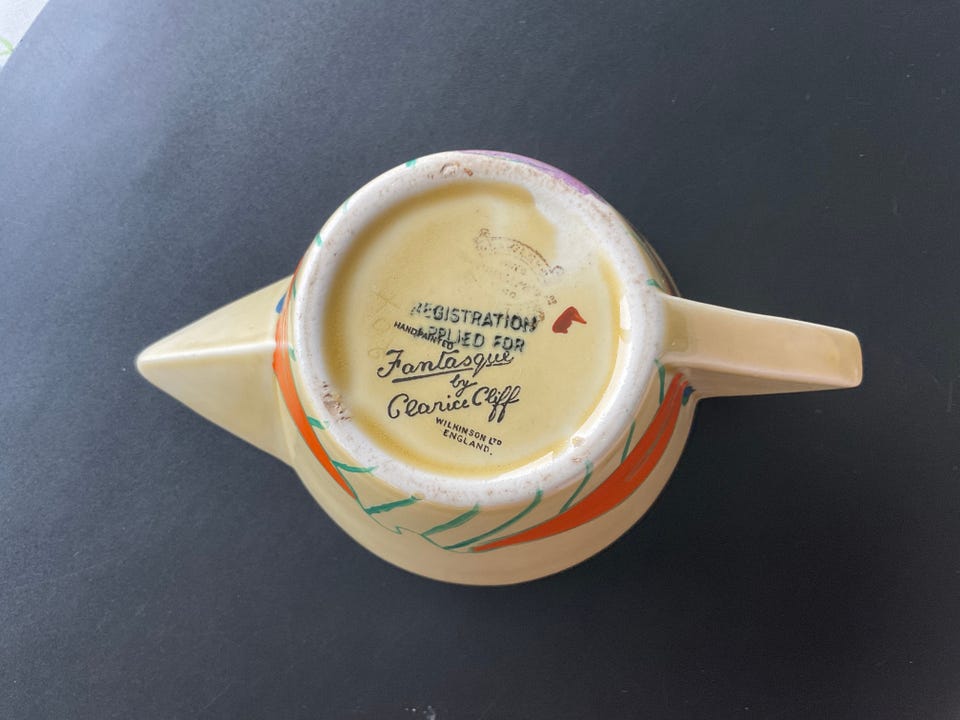 REGISTRATION
APPLIED FOR
HANDPAINTED
Fantasque
by
Clarice Cliff
WILKINSON LTD
ENGLAND.